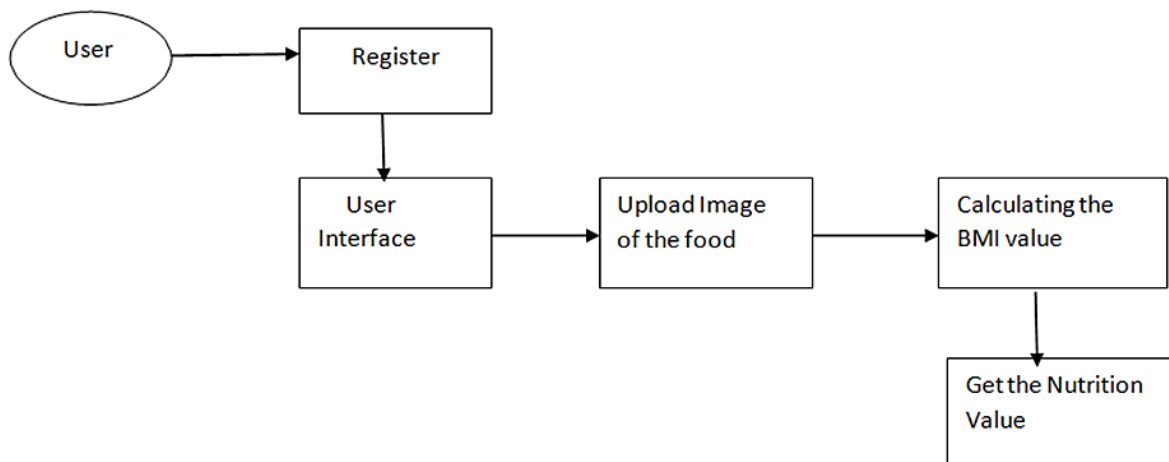 User
Register
User
Interface
Upload Image
of the food
Calculating the
BMI value
Get the Nutrition
Value